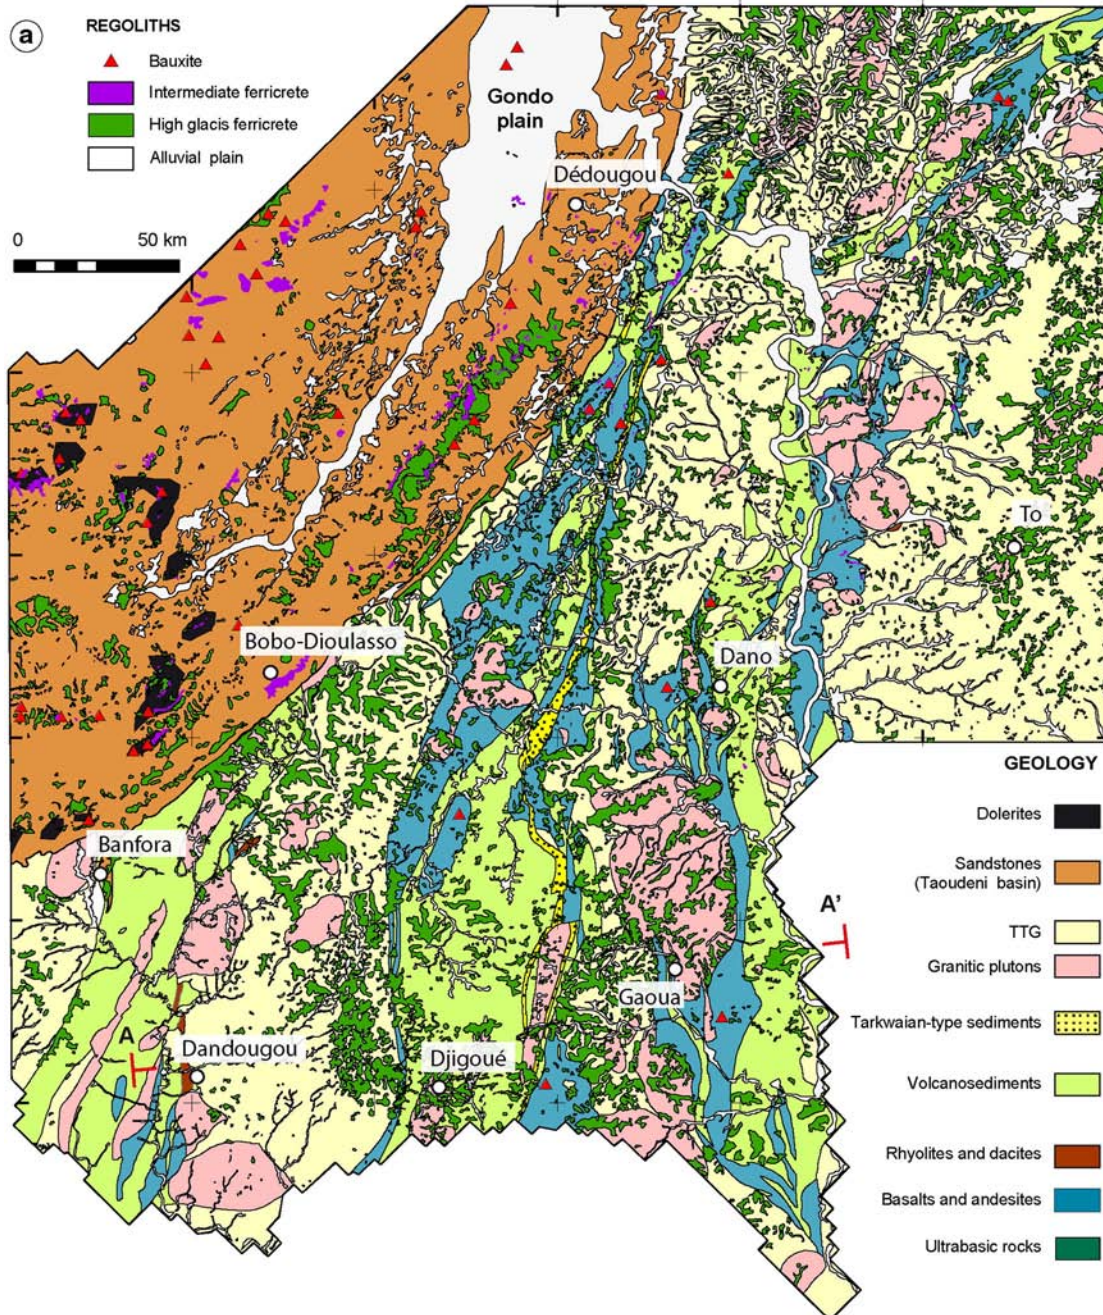 a
REGOLITHS
Bauxite
Intermediate ferricrete
High glacis ferricrete
Alluvial plain
0 50 km
Gondo
plain
Dédougou
To
Bobo-Dioulasso
Dano
GEOLOGY
Dolerites
Banfora
Sandstones
(Taoudeni basin)
A'
TTG
Granitic plutons
Gaoua
Tarkwaian-type sediments
A
Dandougou
Djigoué
Volcanosediments
Rhyolites and dacites
Basalts and andesites
Ultrabasic rocks